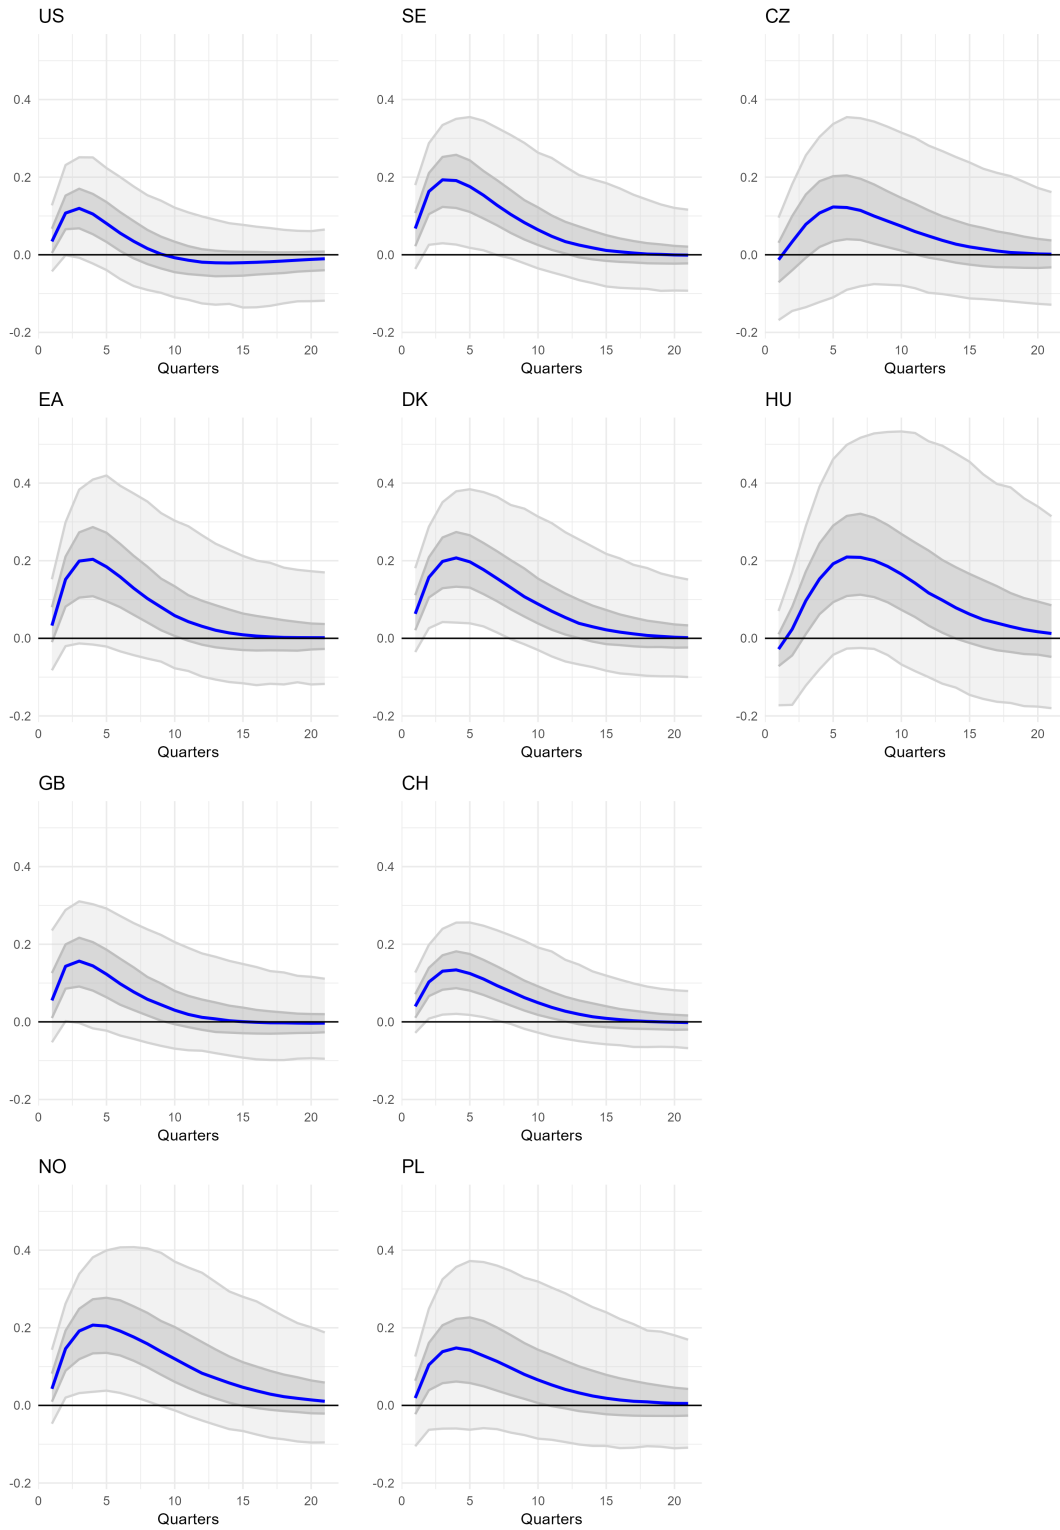 US SE CZ
0.4 0.4 0.4
0.2 0.2 0.2
0.0 0.0 0.0
-0.2 -0.2 -0.2
0 5 10 15 20 0 5 10 15 20 0 5 10 15 20
Quarters Quarters Quarters
EA DK HU
0.4 0.4 0.4
0.2 0.2 0.2
0.0 0.0 0.0
-0.2 -0.2 -0.2
0 5 10 15 20 0 5 10 15 20 0 5 10 15 20
Quarters Quarters Quarters
GB CH
0.4 0.4
0.2 0.2
0.0 0.0
-0.2 -0.2
0 5 10 15 20 0 5 10 15 20
Quarters Quarters
NO PL
0.4 0.4
0.2 0.2
0.0 0.0
-0.2 -0.2
0 5 10 15 20 0 5 10 15 20
Quarters Quarters